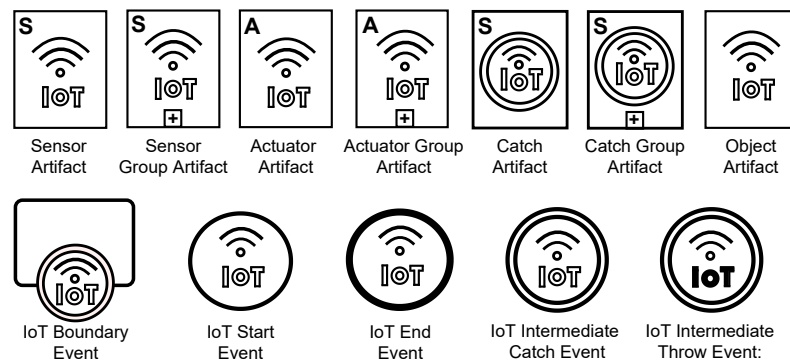 S S A A S S
IoT IoT IoT IoT IoT IoT IoT
+ + +
Sensor Sensor Actuator Actuator Group Catch Catch Group Object
Artifact Group Artifact Artifact Artifact Artifact Artifact Artifact
IoT IoT IoT IoT IoT
IoT Boundary IoT Start IoT End IoT Intermediate IoT Intermediate
Event Event Event Catch Event Throw Event: